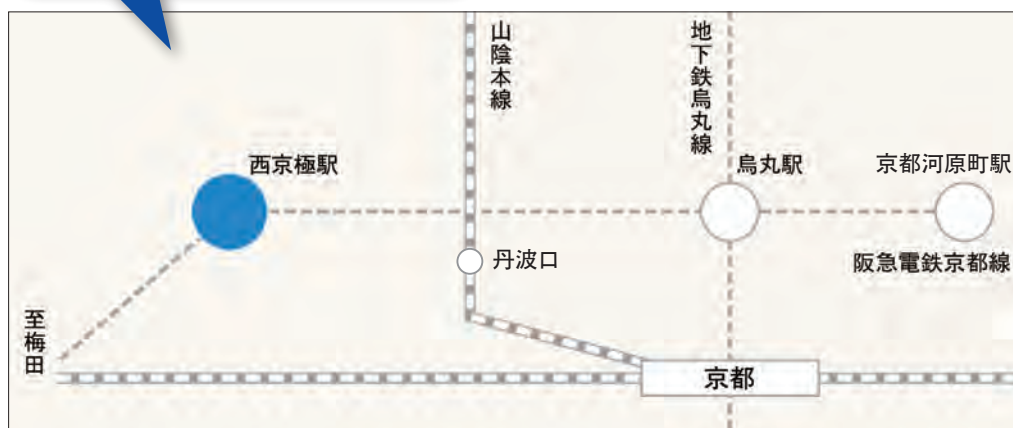 山陰本線
地下鉄烏丸線
西京極駅
烏丸駅
京都河原町駅
丹波口
阪急電鉄京都線
至梅田
京都